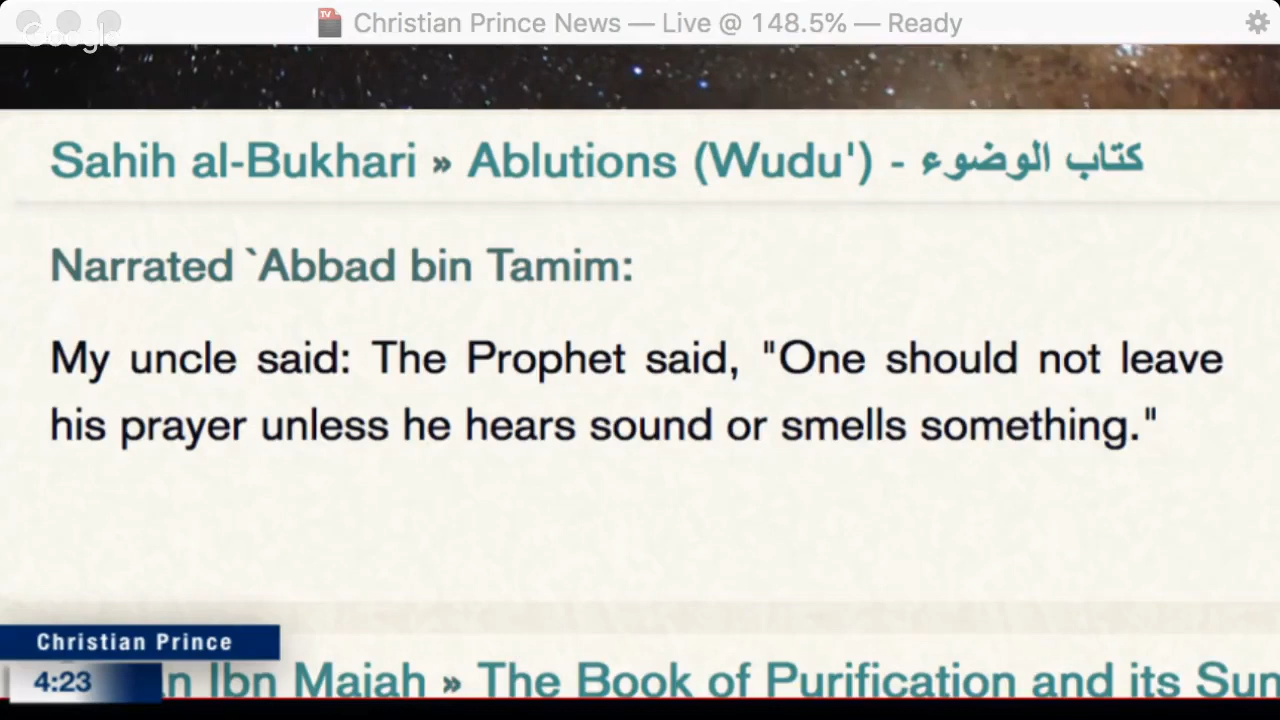 Christian Prince News — Live @ 148.5% — Ready
Google
Sahih al-Bukhari » Ablutions (Wudu') - كتاب الوضوء
Narrated `Abbad bin Tamim:
My uncle said: The Prophet said, "One should not leave
his prayer unless he hears sound or smells something."
Christian Prince
4:23
n Ibn Majah » The Book of Purification and its Sun